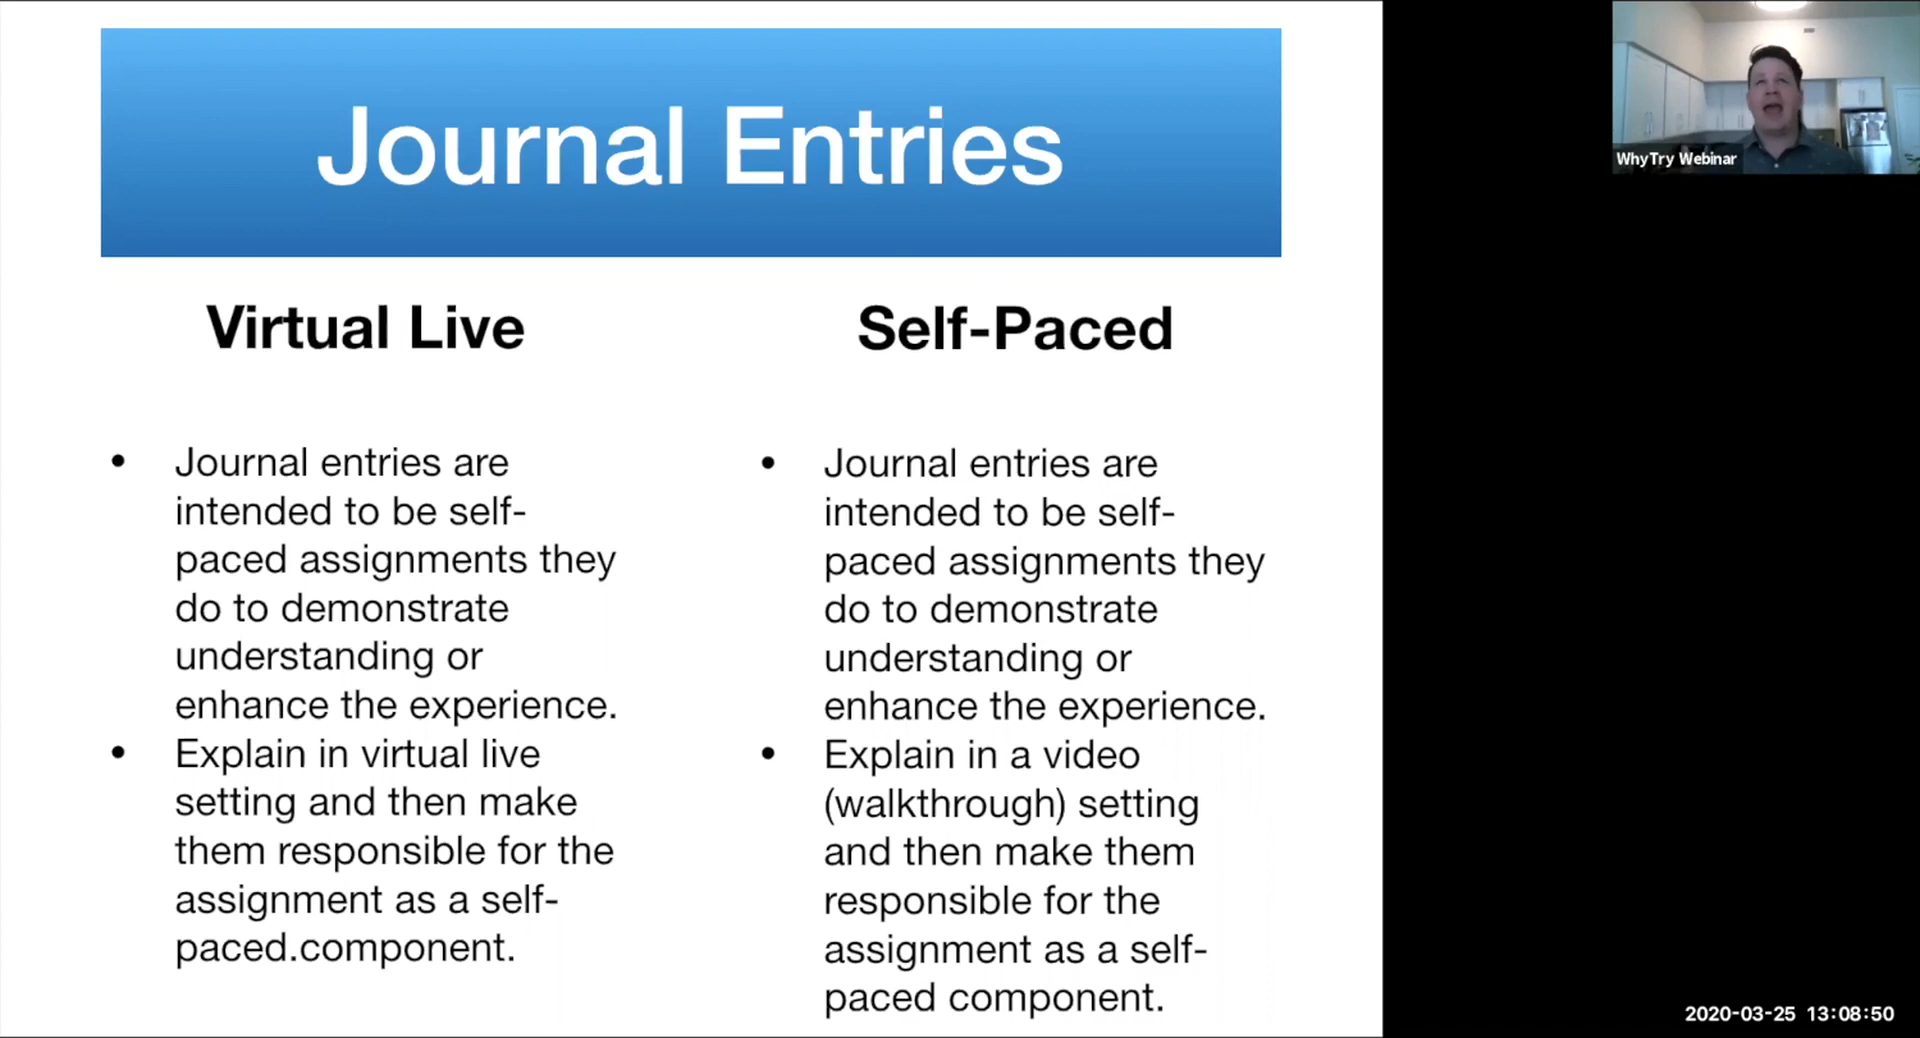 Journal Entries
Virtual Live
Journal entries are
intended to be self-
paced assignments they
do to demonstrate
understanding or
enhance the experience.
Explain in virtual live
setting and then make
them responsible for the
assignment as a self-
paced.component.
Self-Paced
Journal entries are
intended to be self-
paced assignments they
do to demonstrate
understanding or
enhance the experience.
Explain in a video
(walkthrough) setting
and then make them
responsible for the
assignment as a self-
paced component.
WhyTry Webinar
2020-03-25 13:08:50